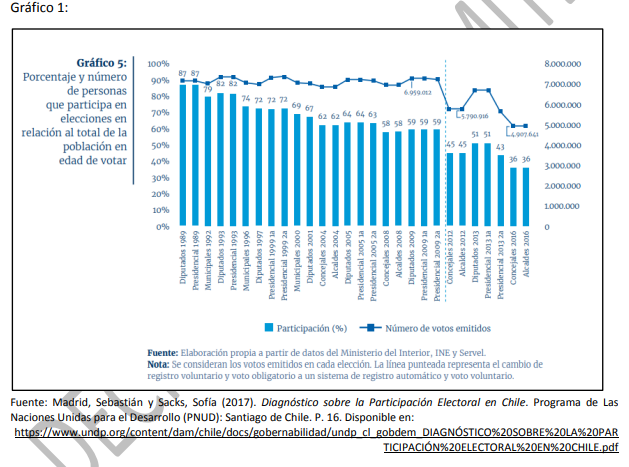 Gráfico 1:
Gráfico 5:
Porcentaje y número
de personas
que participa en
elecciones en
relación al total de la
población en
edad de votar
100%
90%
80%
70%
60%
50%
40%
30%
20%
10%
0%
87 87 79 82 82 74 72 72 72 69 67 62 62 64 64 63 58 58 59 59 59 45 45 51 51 43 36 36
6.959.012
5.790.916
4.907.641
8.000.000
7.000.000
6.000.000
5.000.000
4.000.000
3.000.000
2.000.000
1.000.000
0
Diputados 1989
Presidencial 1989
Municipales 1992
Diputados 1993
Presidencial 1993
Municipales 1996
Diputados 1997
Presidencial 1999 1a
Presidencial 1999 2a
Municipales 2000
Diputados 2001
Concejales 2004
Alcaldes 2004
Diputados 2005
Presidencial 2005 1a
Presidencial 2005 2a
Concejales 2008
Alcaldes 2008
Diputados 2009
Presidencial 2009 1a
Presidencial 2009 2a
Concejales 2012
Alcaldes 2012
Diputados 2013
Presidencial 2013 1a
Presidencial 2013 2a
Concejales 2016
Alcaldes 2016
Participación (%) Número de votos emitidos
Fuente: Elaboración propia a partir de datos del Ministerio del Interior, INE y Servel.
Nota: Se consideran los votos emitidos en cada elección. La línea punteada representa el cambio de
registro voluntario y voto obligatorio a un sistema de registro automático y voto voluntario.
Fuente: Madrid, Sebastián y Sacks, Sofía (2017). Diagnóstico sobre la Participación Electoral en Chile. Programa de Las
Naciones Unidas para el Desarrollo (PNUD): Santiago de Chile. P. 16. Disponible en:
https://www.undp.org/content/dam/chile/docs/gobernabilidad/undp_cl_gobdem_DIAGNÓSTICO%20SOBRE%20LA%20PAR
TICIPACIÓN%20ELECTORAL%20EN%20CHILE.pdf